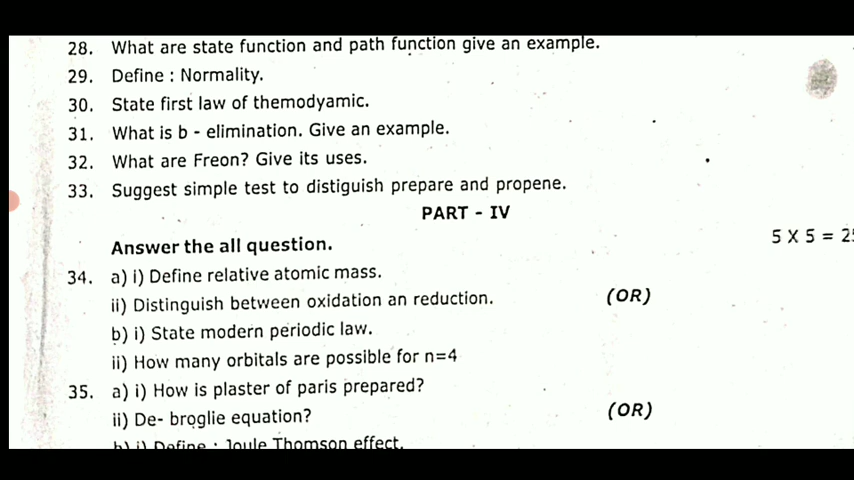 28. What are state function and path function give an example.
29. Define : Normality.
30. State first law of themodyamic.
31. What is b - elimination. Give an example.
32. What are Freon? Give its uses.
33. Suggest simple test to distiguish prepare and propene.
PART - IV
Answer the all question.
5 X 5 = 25
34. a) i) Define relative atomic mass.
ii) Distinguish between oxidation an reduction. (OR)
b) i) State modern periodic law.
ii) How many orbitals are possible for n=4
35. a) i) How is plaster of paris prepared?
ii) De- broglie equation? (OR)
b) i) Define : Joule Thomson effect.